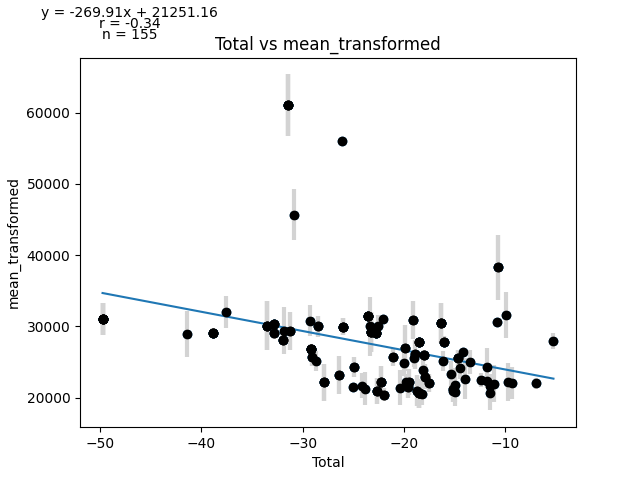 y = -269.91x + 21251.16
r = -0.34
n = 155
Total vs mean_transformed
mean_transformed
60000
50000
40000
30000
20000
−50
−40
−30
−20
−10
Total